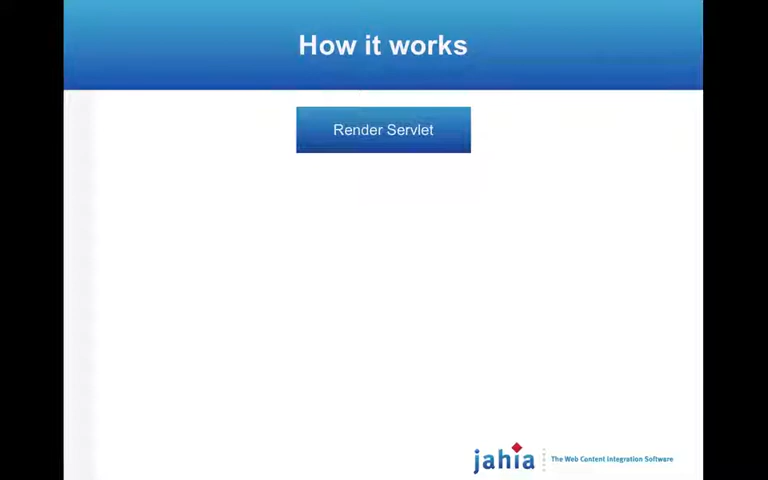 How it works
Render Servlet
jahia
The Web Content Integration Software